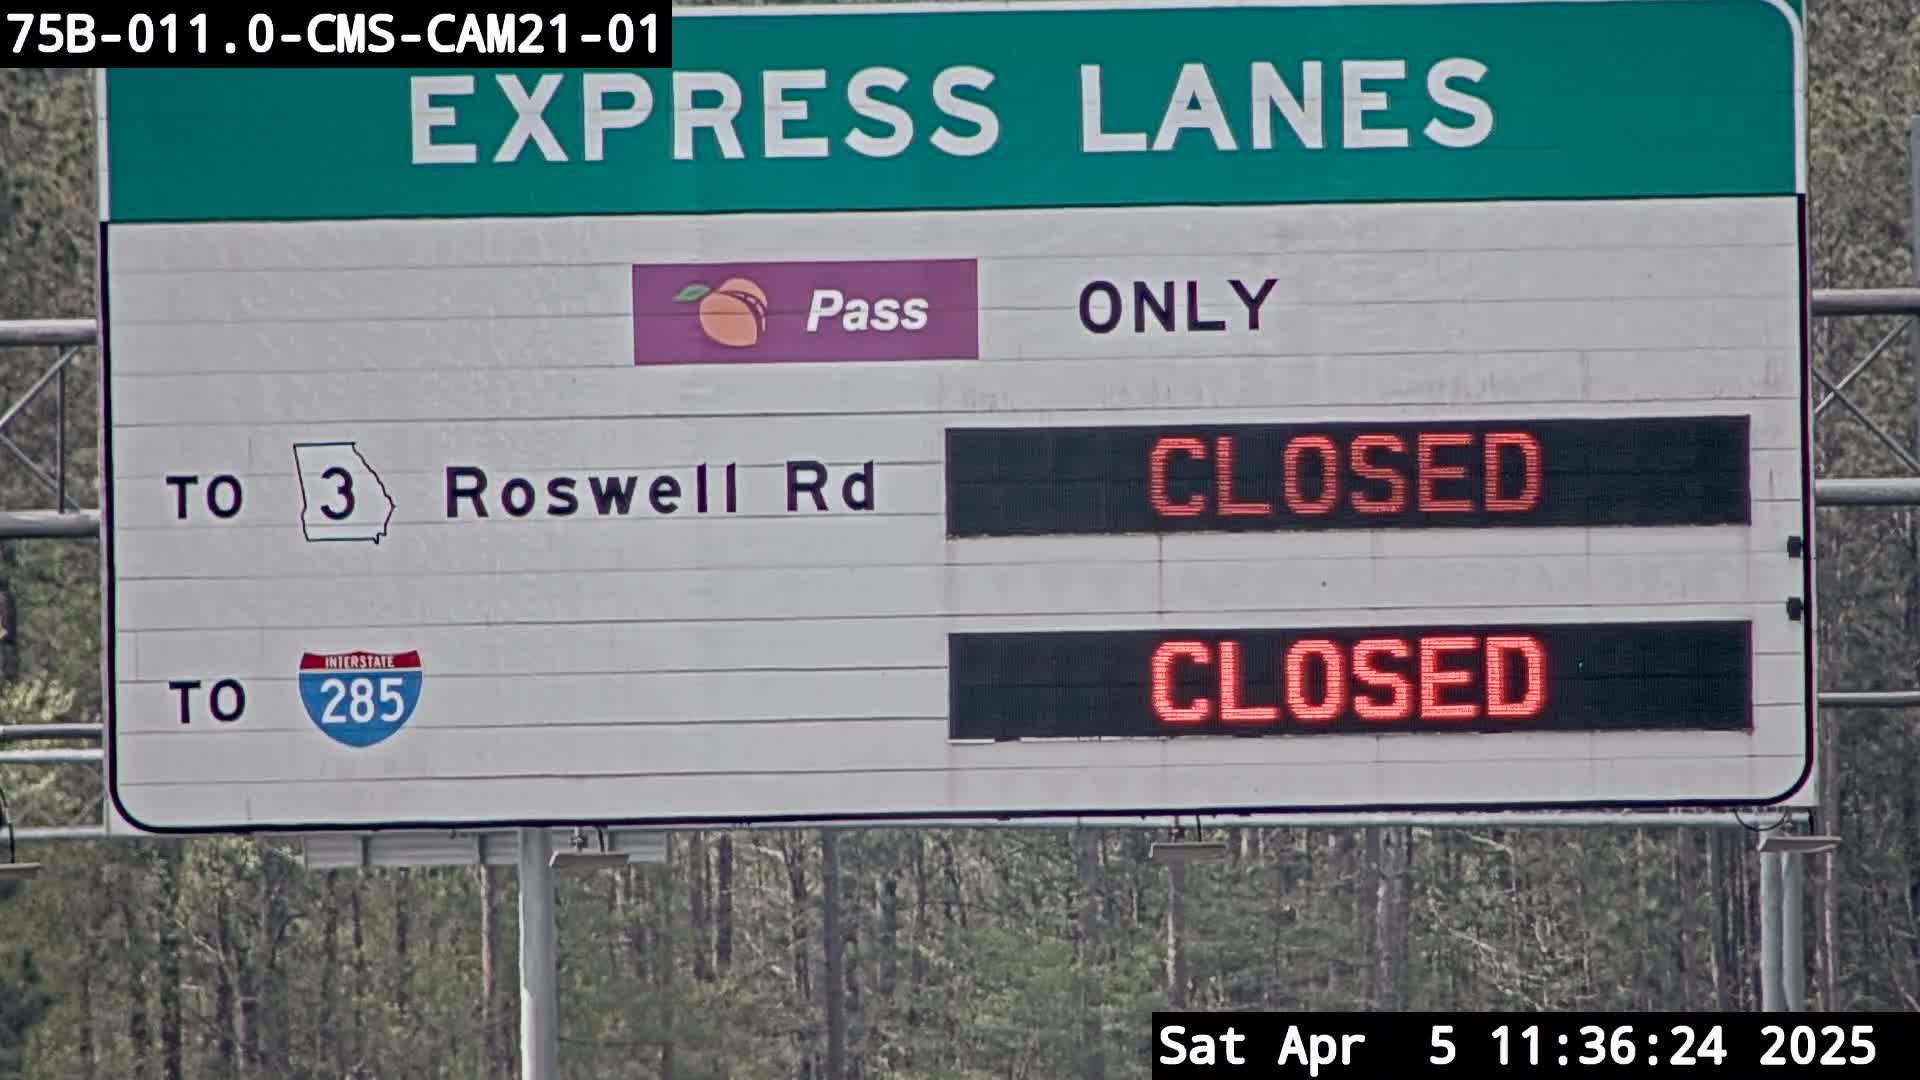 75B-011.0-CMS-CAM21-01
EXPRESS LANES
Pass ONLY
TO 3 Roswell Rd CLOSED
TO INTERSTATE 285 CLOSED
Sat Apr 5 11:36:24 2025